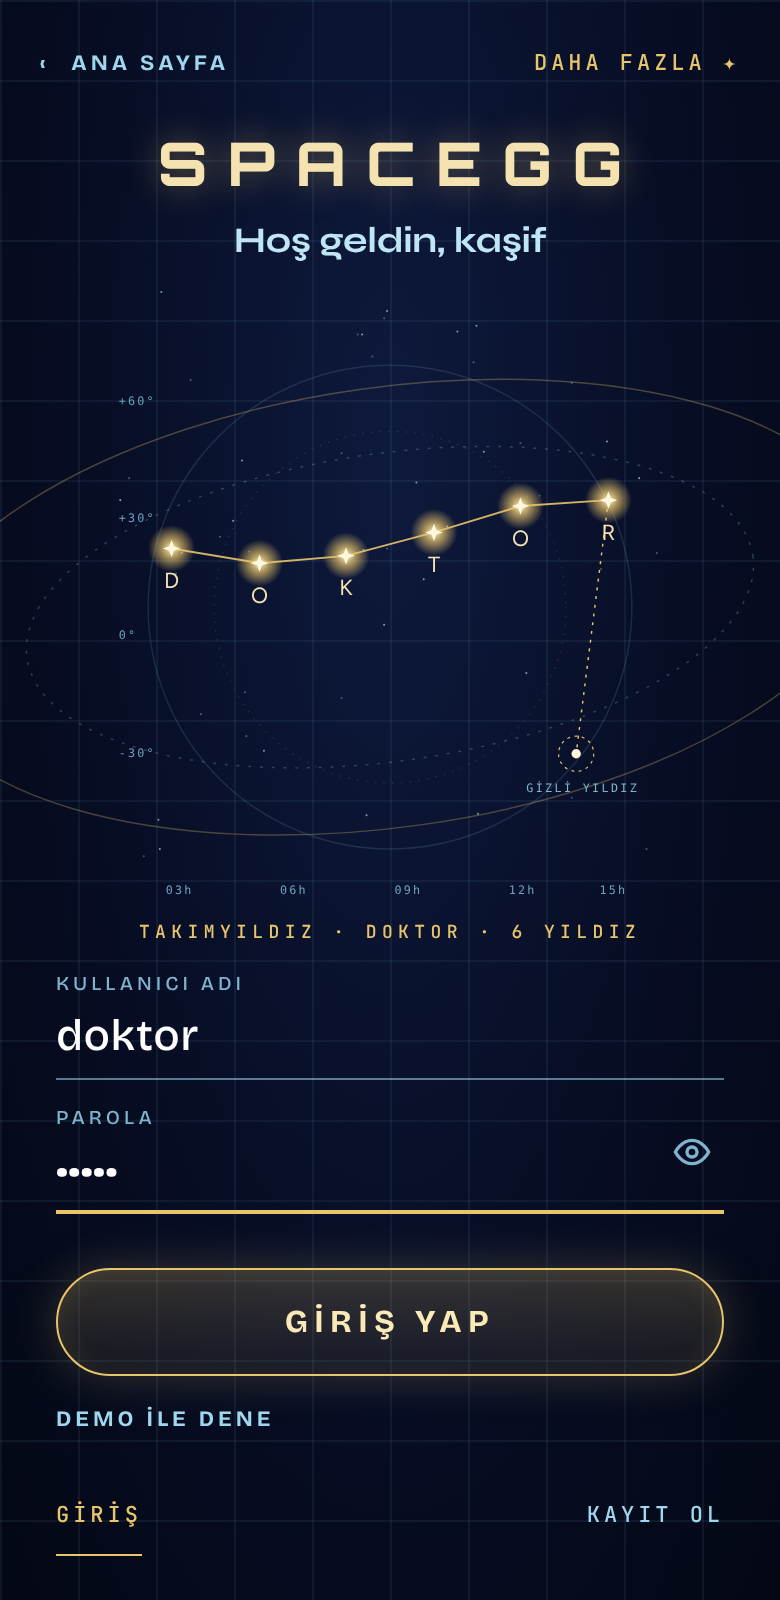 ‹ ANA SAYFA
DAHA FAZLA ✦
SPACEGG
Hoş geldin, kaşif
+60°
+30°
0°
-30°
D O K T O R
GİZLİ YILDIZ
03h 06h 09h 12h 15h
TAKIMYILDIZ · DOKTOR · 6 YILDIZ
KULLANICI ADI
doktor
PAROLA
•••••
GİRİŞ YAP
DEMO İLE DENE
GİRİŞ
KAYIT OL